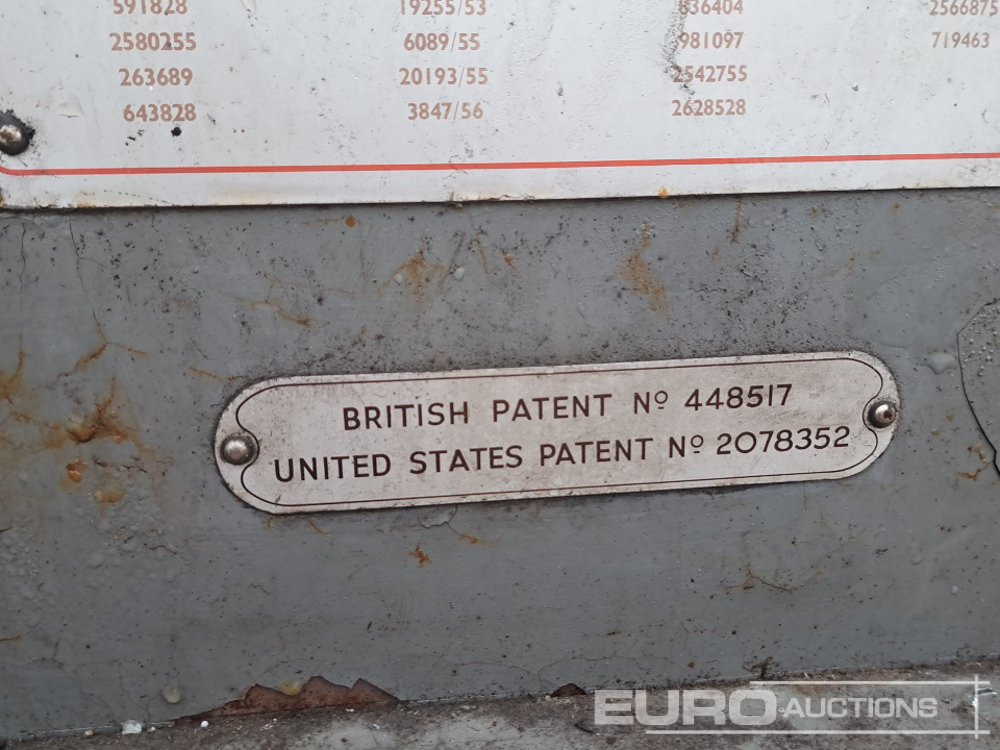 591828 19255/53 836404 2566875
2580255 6089/55 981097 719463
263689 20193/55 2542755
643828 3847/56 2628528
BRITISH PATENT Nº 448517
UNITED STATES PATENT Nº 2078352
EURO-AUCTIONS